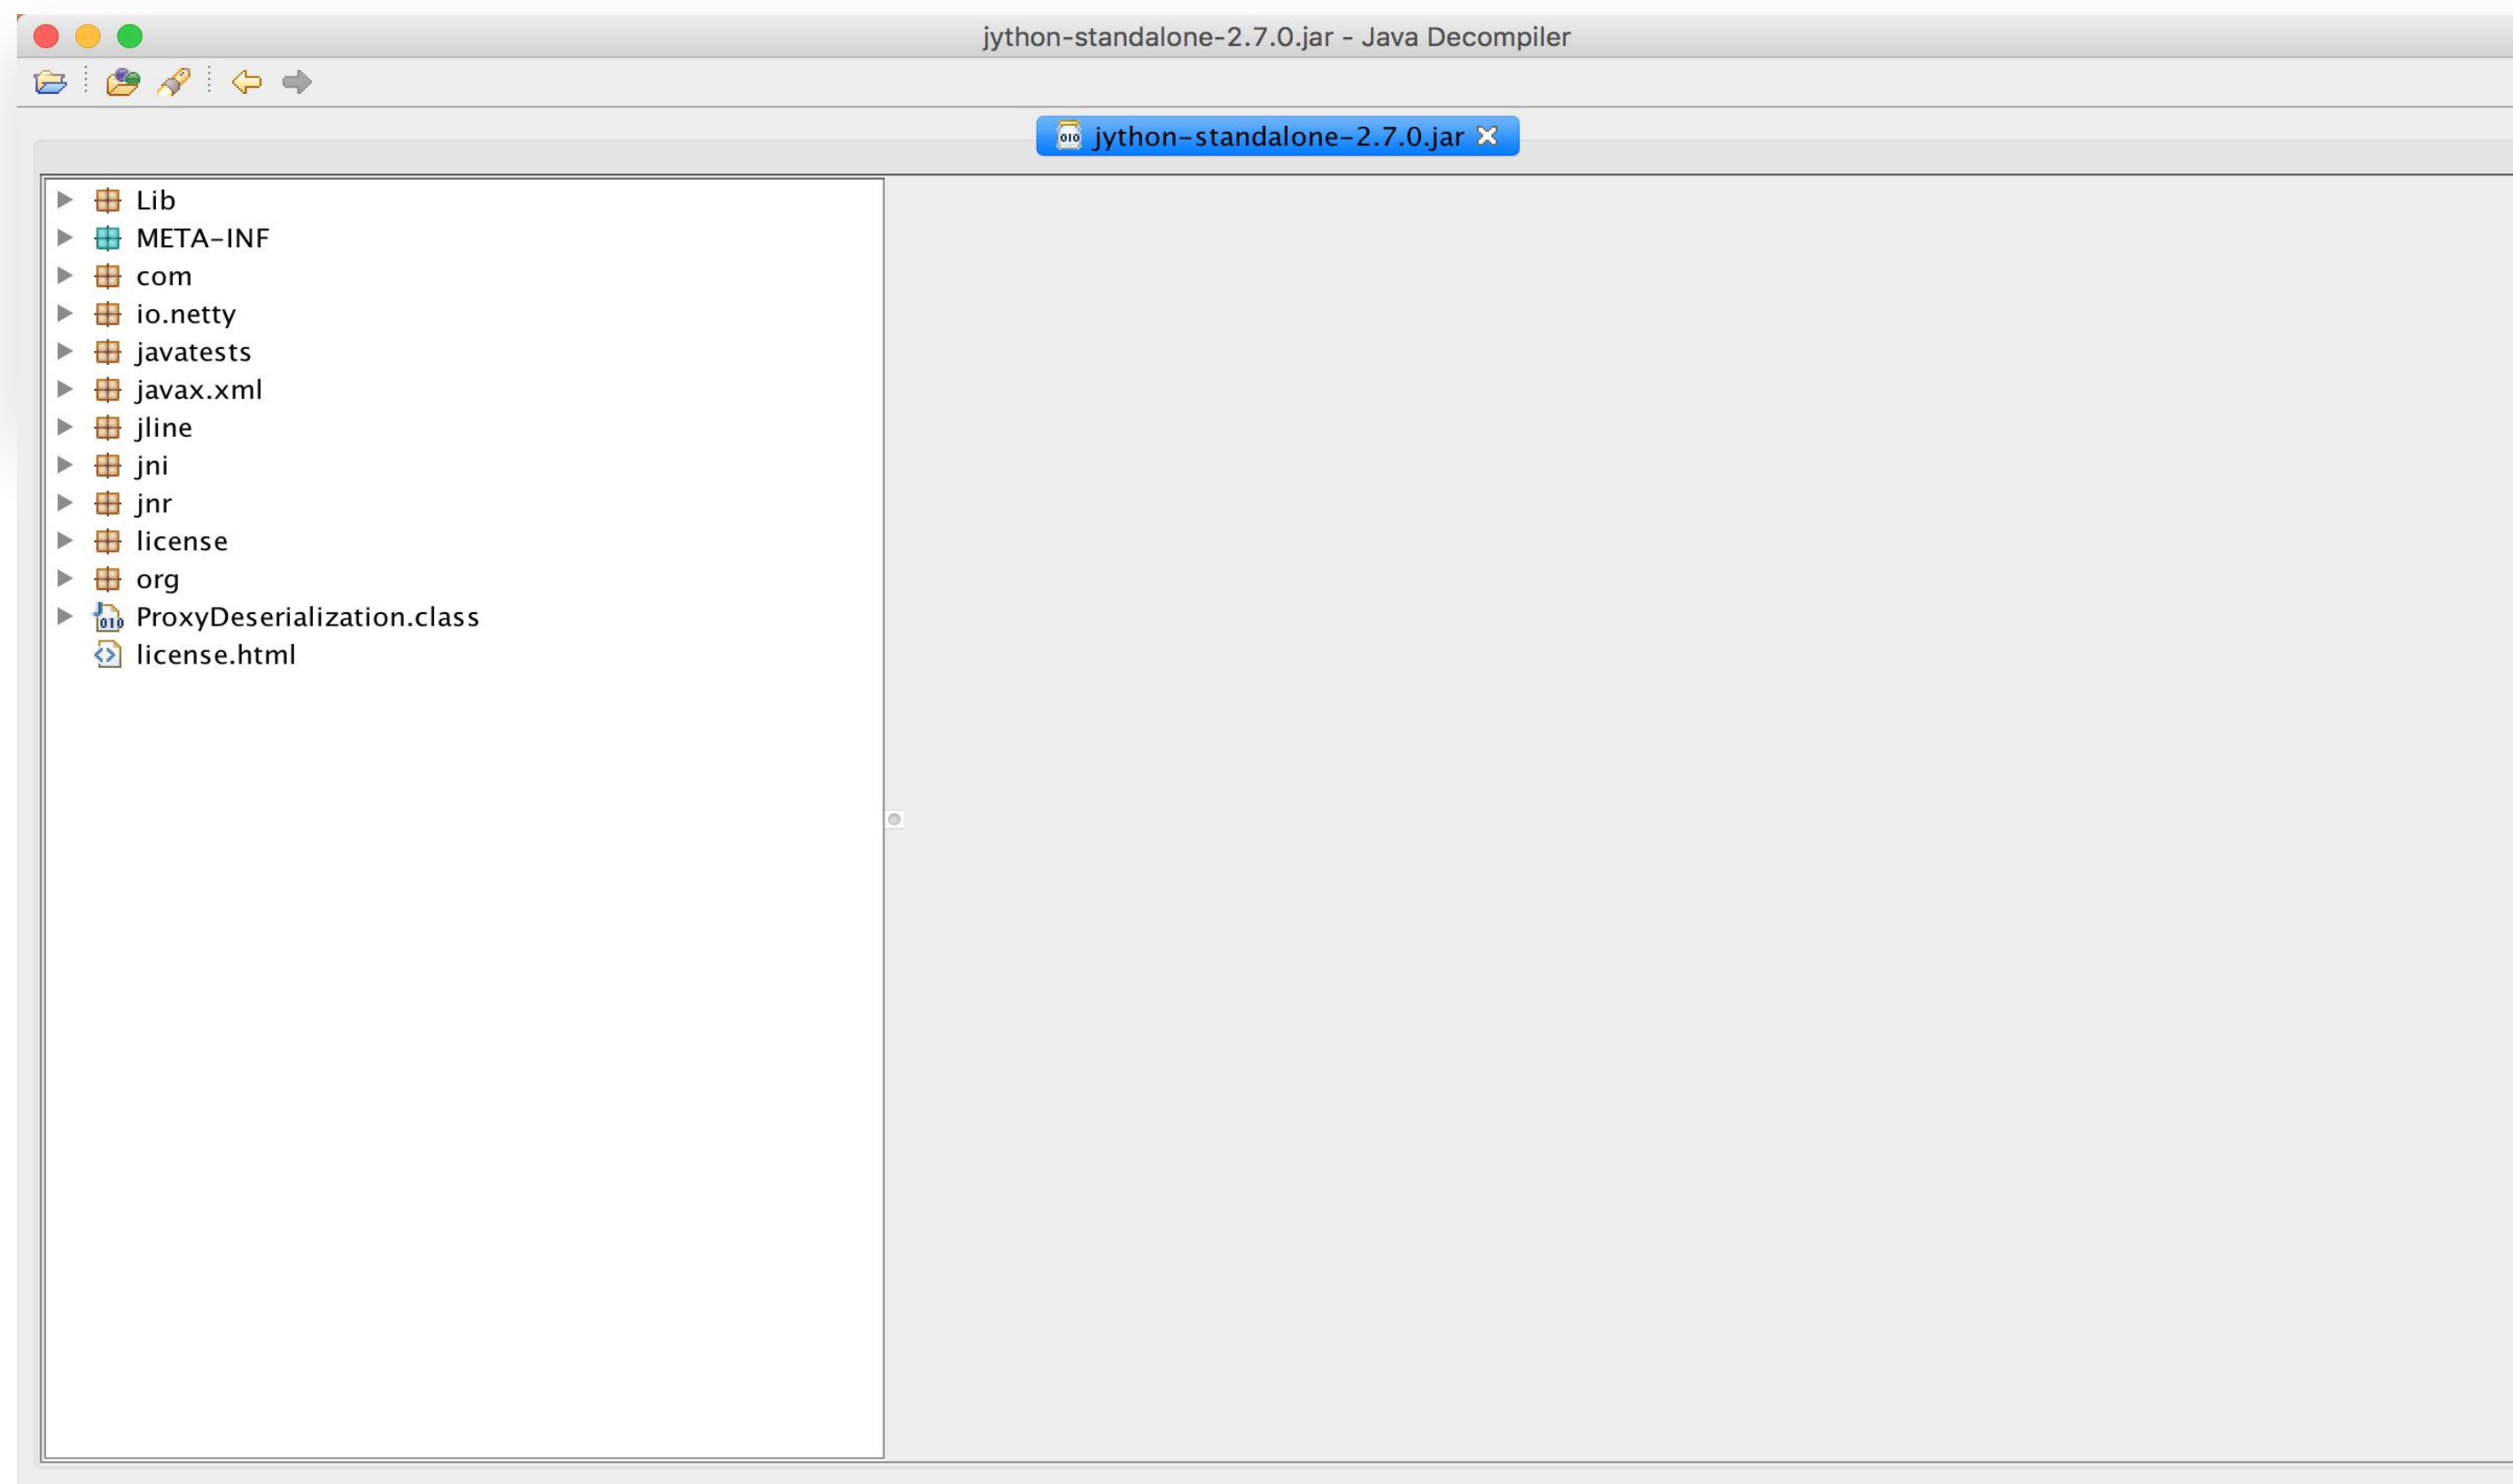 jython-standalone-2.7.0.jar - Java Decompiler
jython-standalone-2.7.0.jar
Lib
META-INF
com
io.netty
javatests
javax.xml
jline
jni
jnr
license
org
ProxyDeserialization.class
license.html